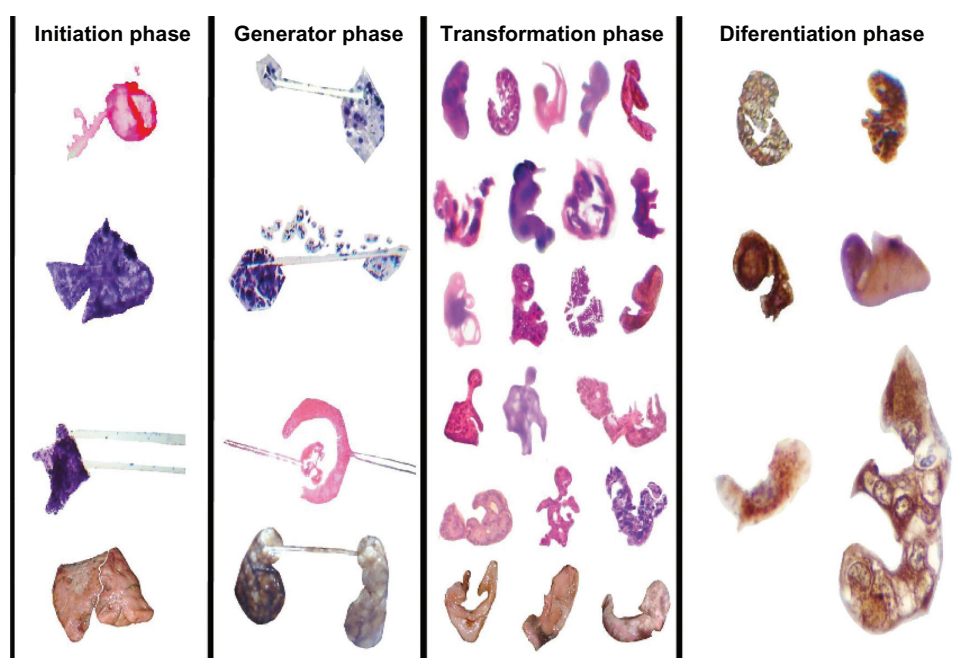 Initiation phase
Generator phase
Transformation phase
Diferentiation phase